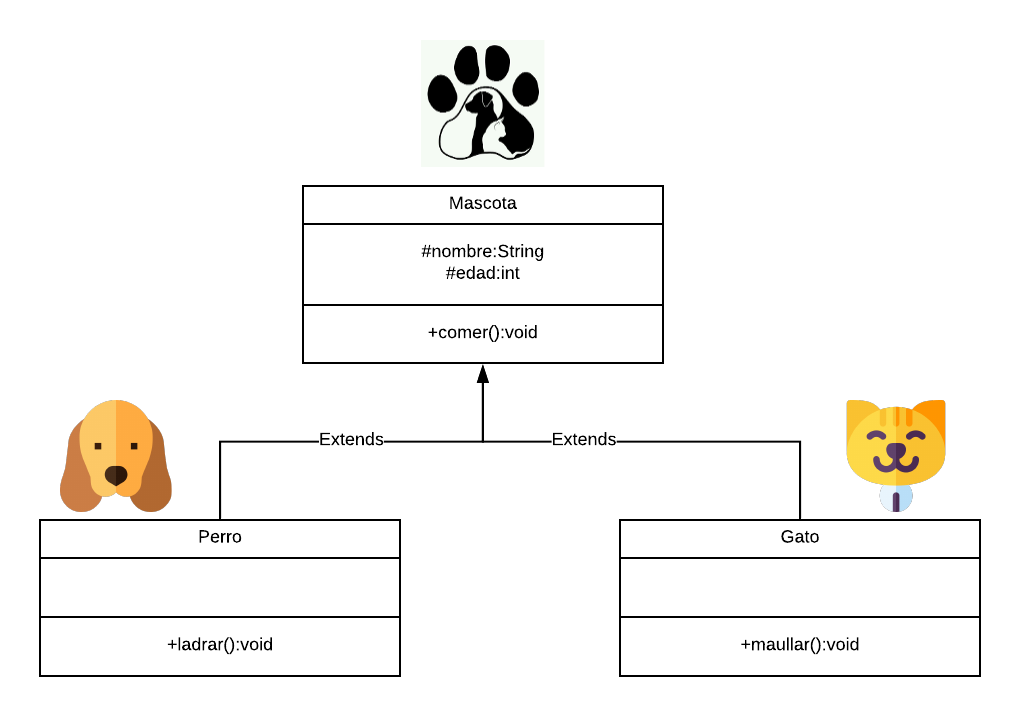 Mascota
#nombre:String
#edad:int
+comer():void
Extends
Extends
Perro
+ladrar():void
Gato
+maullar():void